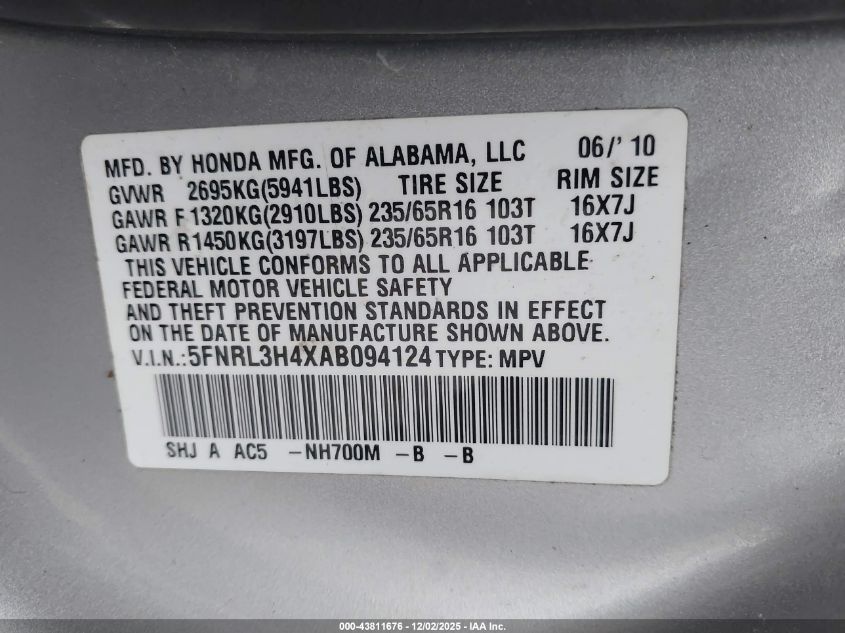 MFD. BY HONDA MFG. OF ALABAMA, LLC 06/' 10
GVWR 2695KG(5941LBS) TIRE SIZE RIM SIZE
GAWR F 1320KG(2910LBS) 235/65R16 103T 16X7J
GAWR R1450KG(3197LBS) 235/65R16 103T 16X7J
THIS VEHICLE CONFORMS TO ALL APPLICABLE
FEDERAL MOTOR VEHICLE SAFETY
AND THEFT PREVENTION STANDARDS IN EFFECT
ON THE DATE OF MANUFACTURE SHOWN ABOVE.
V.I.N.:5FNRL3H4XAB094124 TYPE: MPV
SHJ A AC5 -NH700M -B -B
000-43811676 - 12/02/2025 - IAA Inc.